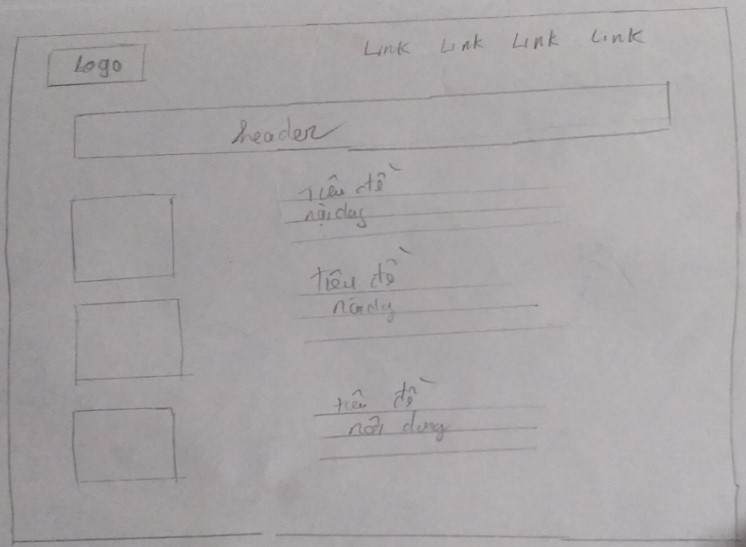 Logo
Link Link Link Link
header
tiêu đề
nội dung
tiêu đề
nội dung
tiêu đề
nội dung